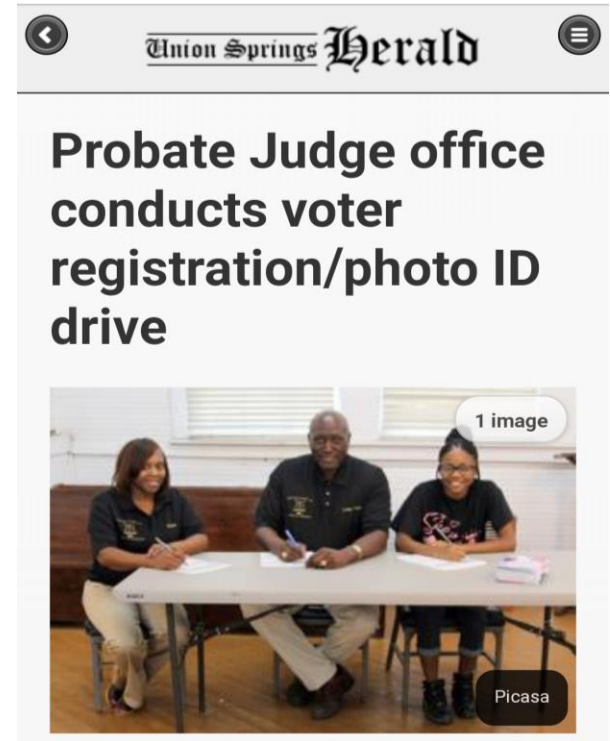 Union Springs Herald
Probate Judge office
conducts voter
registration/photo ID
drive
1 image
Picasa